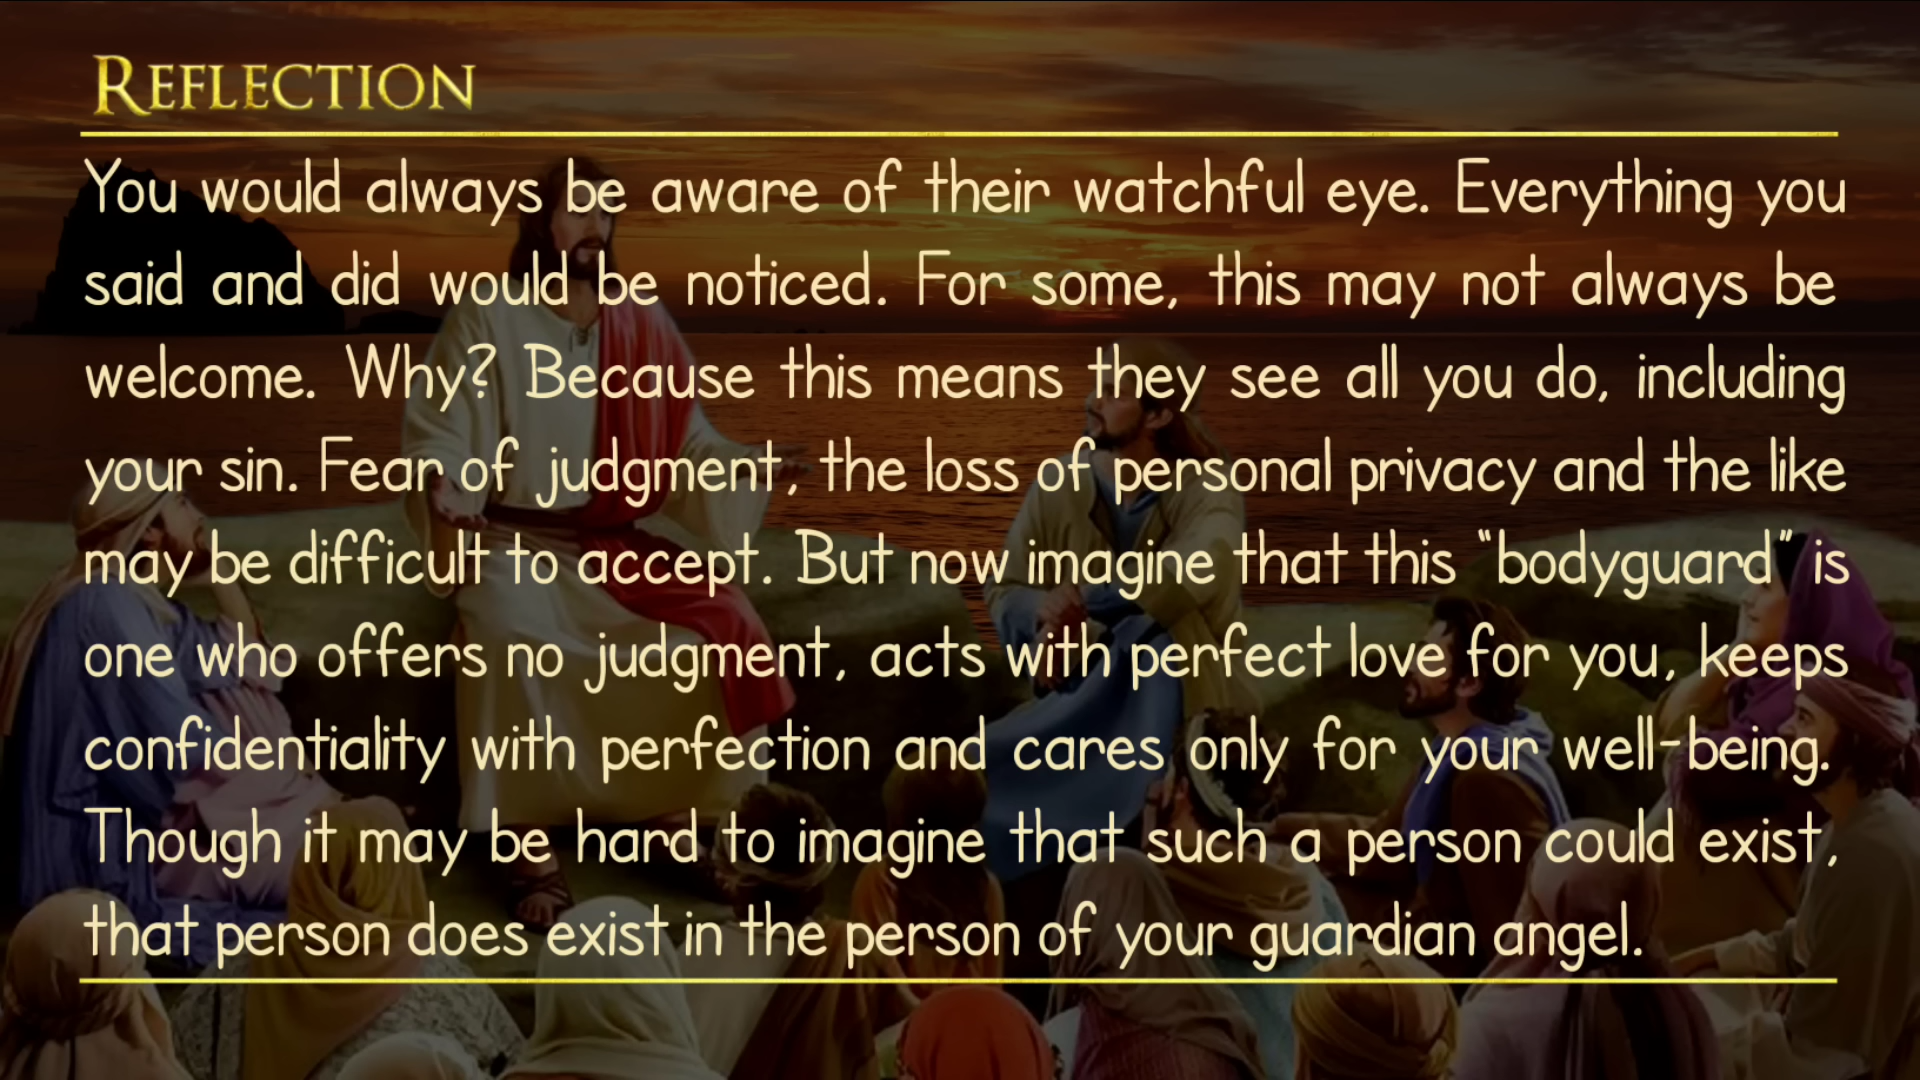 REFLECTION
You would always be aware of their watchful eye. Everything you
said and did would be noticed. For some, this may not always be
welcome. Why? Because this means they see all you do, including
your sin. Fear of judgment, the loss of personal privacy and the like
may be difficult to accept. But now imagine that this “bodyguard” is
one who offers no judgment, acts with perfect love for you, keeps
confidentiality with perfection and cares only for your well-being.
Though it may be hard to imagine that such a person could exist,
that person does exist in the person of your guardian angel.